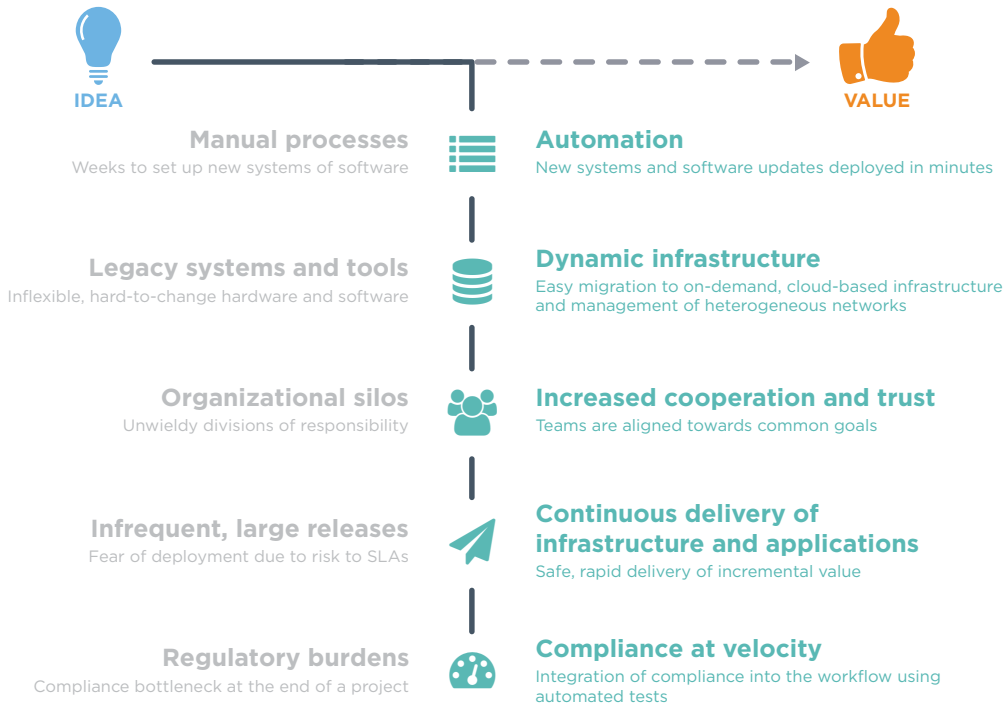 IDEA
VALUE
Manual processes
Weeks to set up new systems of software
Automation
New systems and software updates deployed in minutes
Legacy systems and tools
Inflexible, hard-to-change hardware and software
Dynamic infrastructure
Easy migration to on-demand, cloud-based infrastructure
and management of heterogeneous networks
Organizational silos
Unwieldy divisions of responsibility
Increased cooperation and trust
Teams are aligned towards common goals
Infrequent, large releases
Fear of deployment due to risk to SLAs
Continuous delivery of
infrastructure and applications
Safe, rapid delivery of incremental value
Regulatory burdens
Compliance bottleneck at the end of a project
Compliance at velocity
Integration of compliance into the workflow using
automated tests